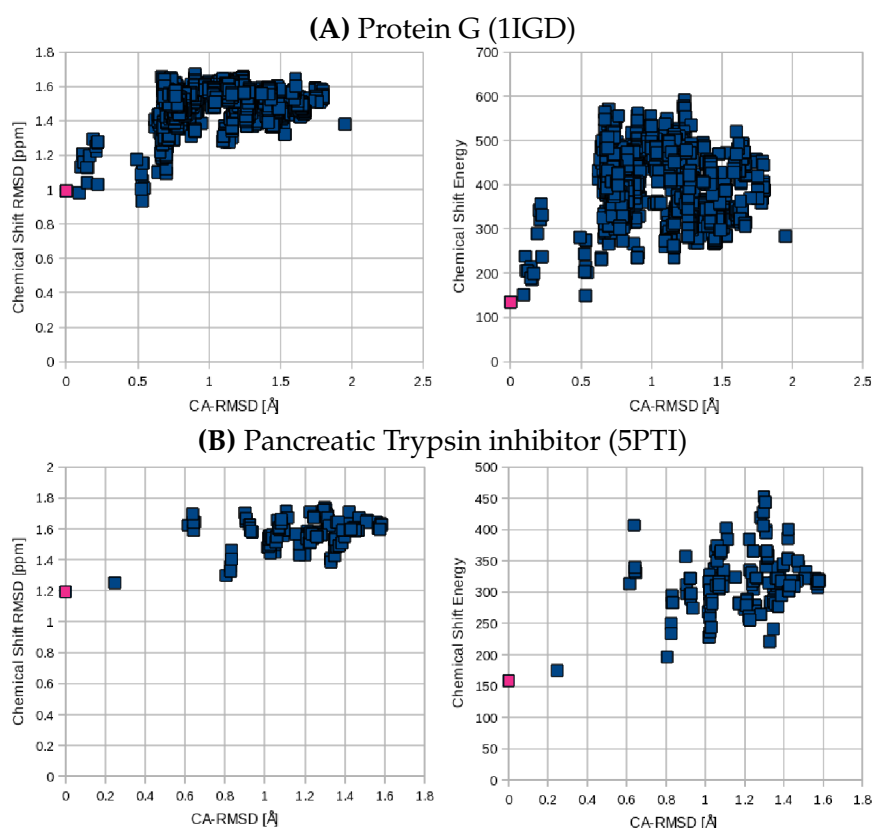 (A) Protein G (1IGD)
Chemical Shift RMSD [ppm]
1.8
1.6
1.4
1.2
1
0.8
0.6
0.4
0.2
0
0 0.5 1 1.5 2 2.5
CA-RMSD [Å]
Chemical Shift Energy
700
600
500
400
300
200
100
0
0 0.5 1 1.5 2 2.5
CA-RMSD [Å]
(B) Pancreatic Trypsin inhibitor (5PTI)
Chemical Shift RMSD [ppm]
2
1.8
1.6
1.4
1.2
1
0.8
0.6
0.4
0.2
0
0 0.2 0.4 0.6 0.8 1 1.2 1.4 1.6 1.8
CA-RMSD [Å]
Chemical Shift Energy
500
450
400
350
300
250
200
150
100
50
0
0 0.2 0.4 0.6 0.8 1 1.2 1.4 1.6 1.8
CA-RMSD [Å]